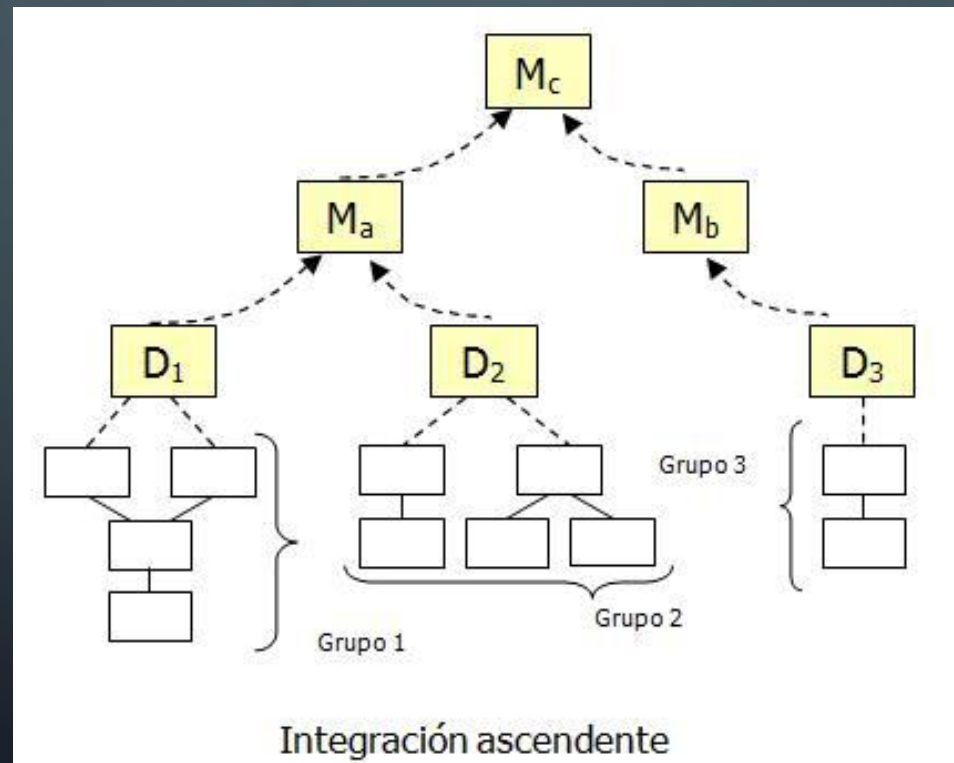 Mc
Ma
Mb
D1
D2
D3
Grupo 3
Grupo 2
Grupo 1
Integración ascendente